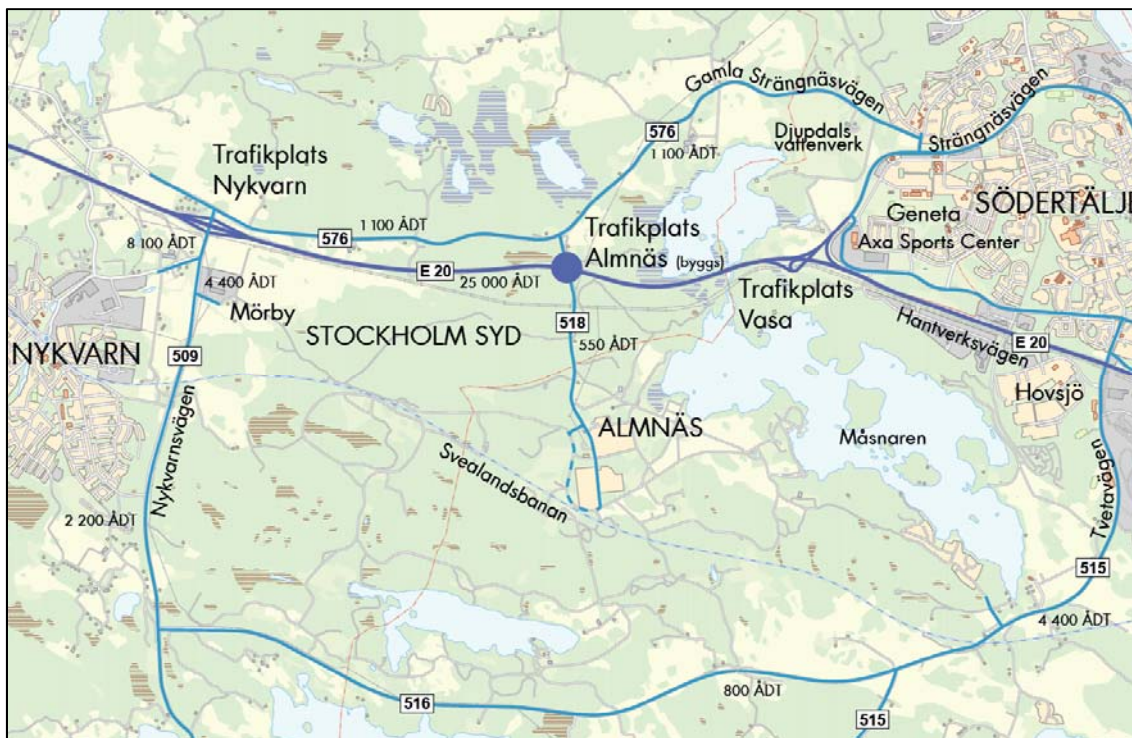 Gamla Strängnäsvägen
Strängnäsvägen
576
1 100 ÅDT
Djupdals
vattenverk
Trafikplats
Nykvarn
SÖDERTÄLJE
Geneta
Axa Sports Center
1 100 ÅDT
576
8 100 ÅDT
Trafikplats
Almnäs (byggs)
E 20
25 000 ÅDT
4 400 ÅDT
Mörby
Trafikplats
Vasa
Hantverksvägen
E 20
STOCKHOLM SYD
518
550 ÅDT
NYKVARN
509
Hovsjö
Nykvarnsvägen
ALMNÄS
Måsnaren
Svealandsbanan
Tvetavägen
2 200 ÅDT
515
4 400 ÅDT
800 ÅDT
516
515